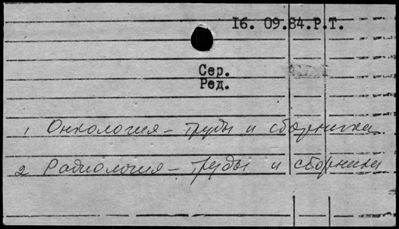 16. 09.84.Р.Т.
Сер.
Ред.
1 Онкология – труды и сборники
2 Радиология – труды и сборники